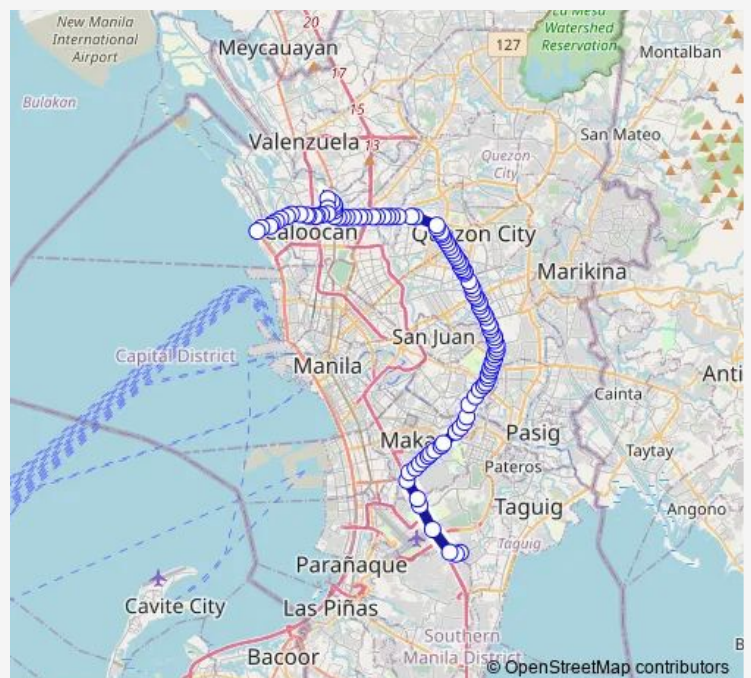 New Manila
International
Airport
20
Meycauayan
La Mesa
Watershed
Reservation
127
Montalban
17
Bulakan
15
Valenzuela
13
San Mateo
Quezon
City
Caloocan
Quezon City
Marikina
San Juan
Capital District
Manila
Anti
Cainta
Maka
Pasig
Taytay
Pateros
Taguig
Angono
Taguig
Parañaque
Cavite City
Las Piñas
Southern
Manila District
Bacoor
B
© OpenStreetMap contributors